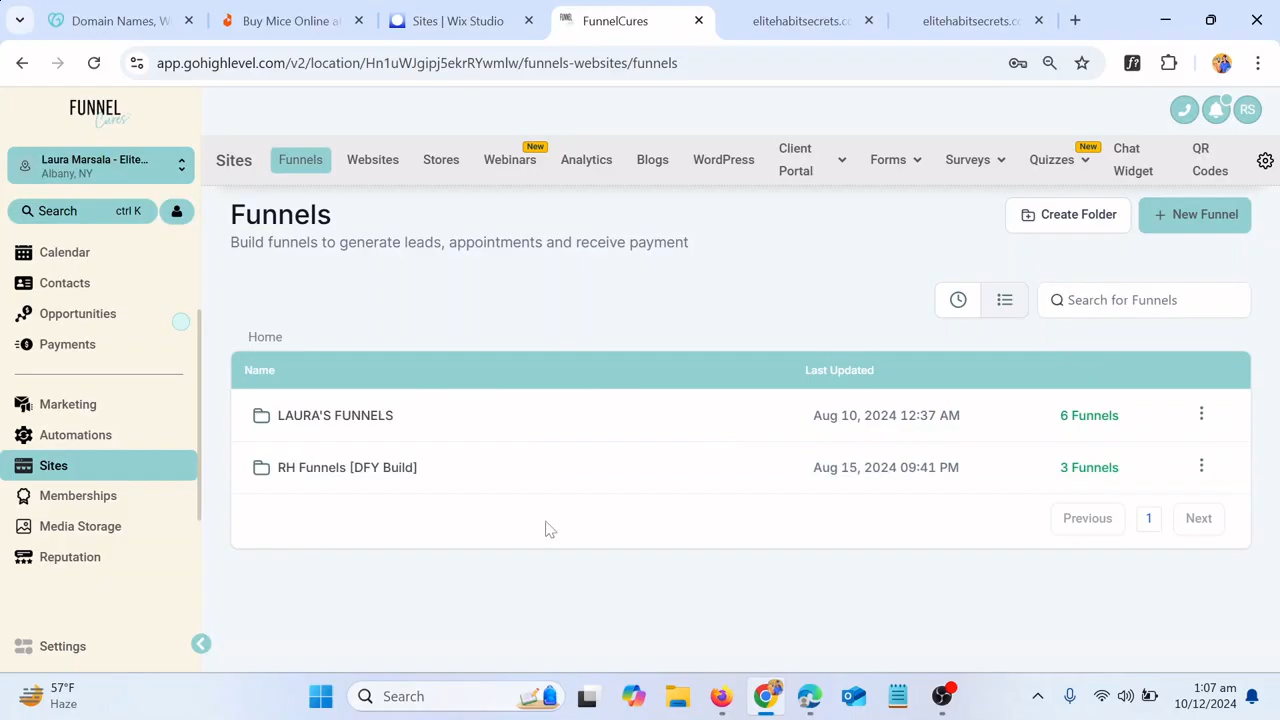 Domain Names, W
Buy Mice Online a
Sites | Wix Studio
FunnelCures
elitehabitsecrets.co
elitehabitsecrets.c
app.gohighlevel.com/v2/location/Hn1uWJgipj5ekrRYwmlw/funnels-websites/funnels
FUNNEL
Cures
Laura Marsala - Elite...
Albany, NY
Search ctrl K
Calendar
Contacts
Opportunities
Payments
Marketing
Automations
Sites
Memberships
Media Storage
Reputation
Settings
RS
Sites
Funnels
Websites
Stores
Webinars
New
Analytics
Blogs
WordPress
Client
Portal
Forms
Surveys
Quizzes
New
Chat
Widget
QR
Codes
Funnels
Build funnels to generate leads, appointments and receive payment
Create Folder
+ New Funnel
Search for Funnels
Home
Name Last Updated
LAURA'S FUNNELS Aug 10, 2024 12:37 AM 6 Funnels
RH Funnels [DFY Build] Aug 15, 2024 09:41 PM 3 Funnels
Previous 1 Next
57°F
Haze
Search
1:07 am
10/12/2024